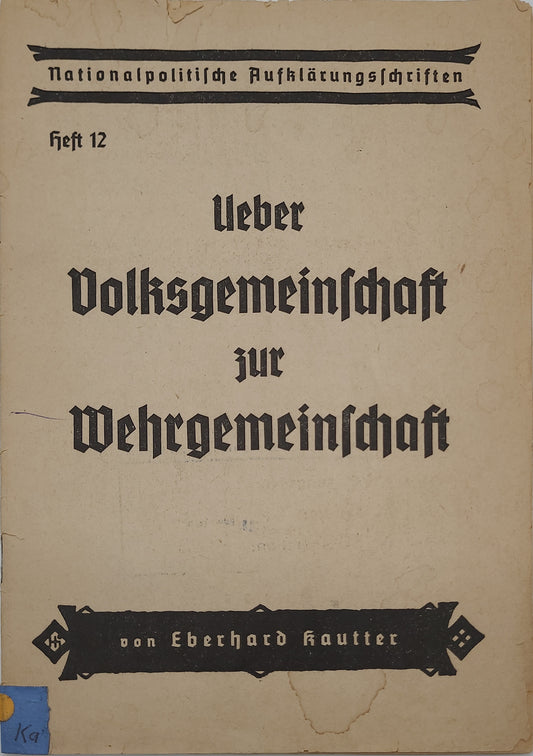 Nationalpolitische Aufklärungsschriften
Heft 12
Ueber
Volksgemeinschaft
zur
Wehrgemeinschaft
von Eberhard Kautter
Ka